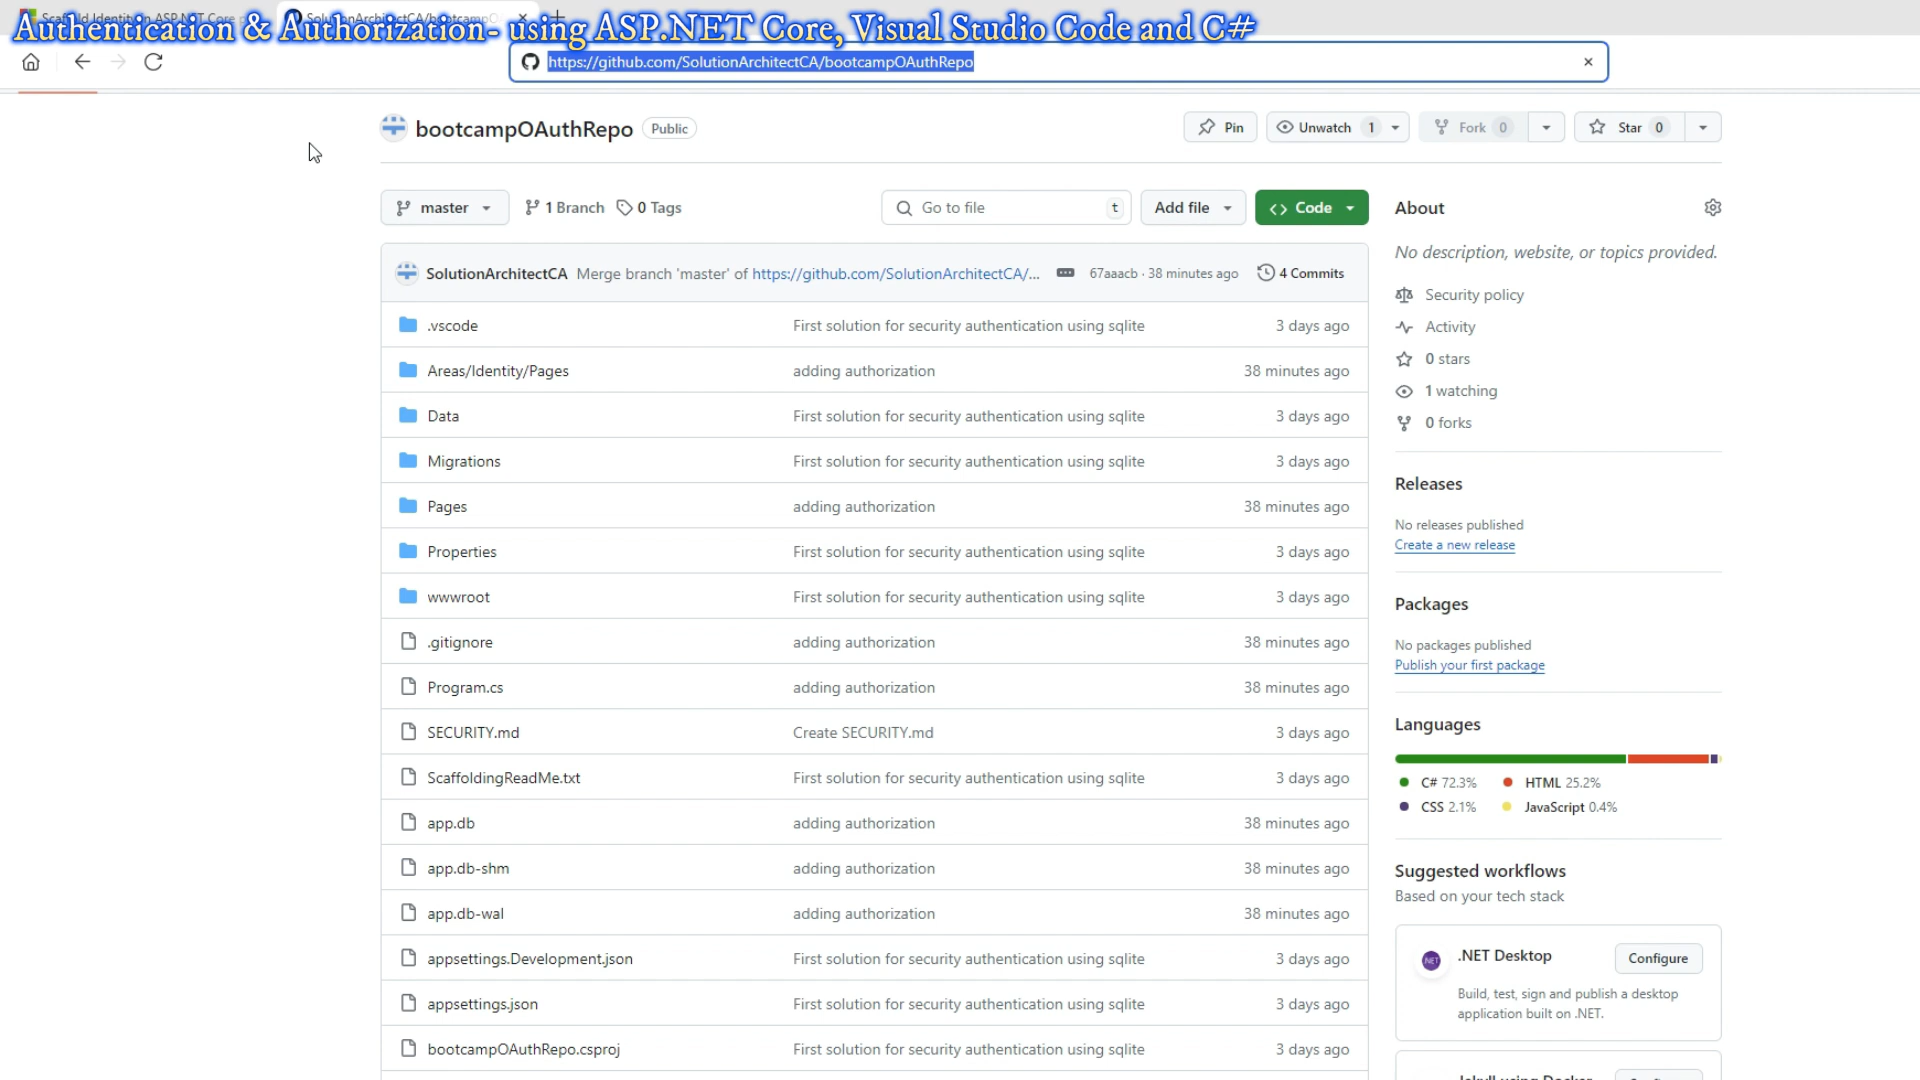 Authentication & Authorization- using ASP.NET Core, Visual Studio Code and C#
https://github.com/SolutionArchitectCA/bootcampOAuthRepo
bootcampOAuthRepo Public
Pin Unwatch 1 Fork 0 Star 0
master 1 Branch 0 Tags Go to file t Add file Code
SolutionArchitectCA Merge branch 'master' of https://github.com/SolutionArchitectCA/... 67aaacb · 38 minutes ago 4 Commits
.vscode First solution for security authentication using sqlite 3 days ago
Areas/Identity/Pages adding authorization 38 minutes ago
Data First solution for security authentication using sqlite 3 days ago
Migrations First solution for security authentication using sqlite 3 days ago
Pages adding authorization 38 minutes ago
Properties First solution for security authentication using sqlite 3 days ago
wwwroot First solution for security authentication using sqlite 3 days ago
.gitignore adding authorization 38 minutes ago
Program.cs adding authorization 38 minutes ago
SECURITY.md Create SECURITY.md 3 days ago
ScaffoldingReadMe.txt First solution for security authentication using sqlite 3 days ago
app.db adding authorization 38 minutes ago
app.db-shm adding authorization 38 minutes ago
app.db-wal adding authorization 38 minutes ago
appsettings.Development.json First solution for security authentication using sqlite 3 days ago
appsettings.json First solution for security authentication using sqlite 3 days ago
bootcampOAuthRepo.csproj First solution for security authentication using sqlite 3 days ago
About
No description, website, or topics provided.
Security policy
Activity
0 stars
1 watching
0 forks
Releases
No releases published
Create a new release
Packages
No packages published
Publish your first package
Languages
C# 72.3% HTML 25.2%
CSS 2.1% JavaScript 0.4%
Suggested workflows
Based on your tech stack
.NET Desktop Configure
Build, test, sign and publish a desktop
application built on .NET.